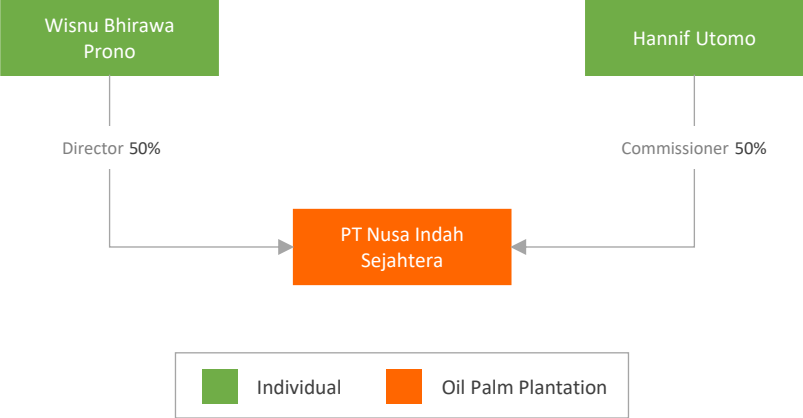 Wisnu Bhirawa
Prono
Hannif Utomo
Director 50%
Commissioner 50%
PT Nusa Indah
Sejahtera
Individual
Oil Palm Plantation